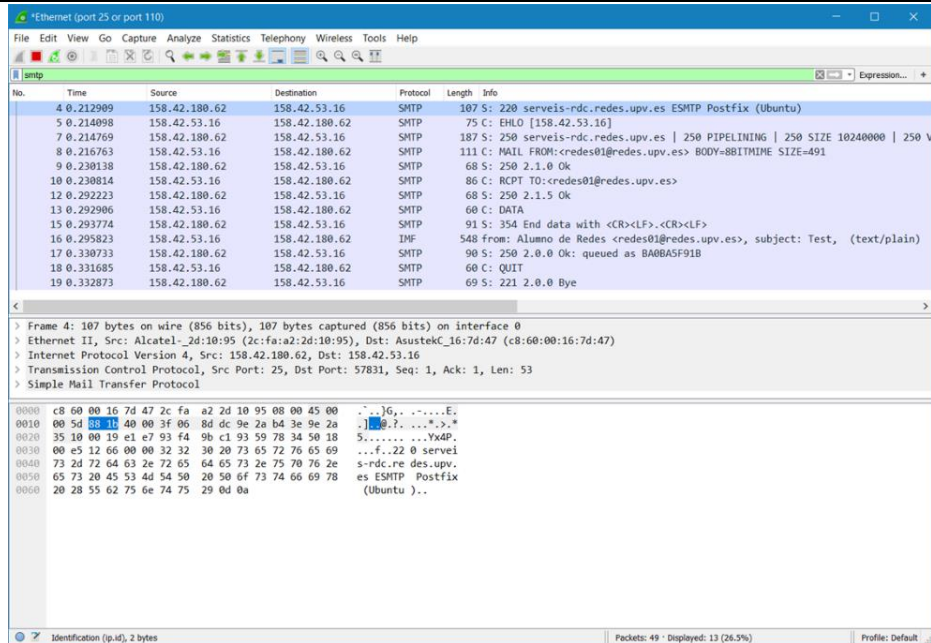 *Ethernet (port 25 or port 110)
File Edit View Go Capture Analyze Statistics Telephony Wireless Tools Help
smtp Expression... +
No. Time Source Destination Protocol Length Info
4 0.212909 158.42.180.62 158.42.53.16 SMTP 107 S: 220 serveis-rdc.redes.upv.es ESMTP Postfix (Ubuntu)
5 0.214098 158.42.53.16 158.42.180.62 SMTP 75 C: EHLO [158.42.53.16]
7 0.214769 158.42.180.62 158.42.53.16 SMTP 187 S: 250 serveis-rdc.redes.upv.es | 250 PIPELINING | 250 SIZE 10240000 | 250 V
8 0.216763 158.42.53.16 158.42.180.62 SMTP 111 C: MAIL FROM:<redes01@redes.upv.es> BODY=8BITMIME SIZE=491
9 0.230138 158.42.180.62 158.42.53.16 SMTP 68 S: 250 2.1.0 Ok
10 0.230814 158.42.53.16 158.42.180.62 SMTP 86 C: RCPT TO:<redes01@redes.upv.es>
12 0.292223 158.42.180.62 158.42.53.16 SMTP 68 S: 250 2.1.5 Ok
13 0.292906 158.42.53.16 158.42.180.62 SMTP 60 C: DATA
15 0.293774 158.42.180.62 158.42.53.16 SMTP 91 S: 354 End data with <CR><LF>.<CR><LF>
16 0.295823 158.42.53.16 158.42.180.62 IMF 548 from: Alumno de Redes <redes01@redes.upv.es>, subject: Test, (text/plain)
17 0.330733 158.42.180.62 158.42.53.16 SMTP 90 S: 250 2.0.0 Ok: queued as BA0BA5F91B
18 0.331685 158.42.53.16 158.42.180.62 SMTP 60 C: QUIT
19 0.332873 158.42.180.62 158.42.53.16 SMTP 69 S: 221 2.0.0 Bye
> Frame 4: 107 bytes on wire (856 bits), 107 bytes captured (856 bits) on interface 0
> Ethernet II, Src: Alcatel-_2d:10:95 (2c:fa:a2:2d:10:95), Dst: AsustekC_16:7d:47 (c8:60:00:16:7d:47)
> Internet Protocol Version 4, Src: 158.42.180.62, Dst: 158.42.53.16
> Transmission Control Protocol, Src Port: 25, Dst Port: 57831, Seq: 1, Ack: 1, Len: 53
> Simple Mail Transfer Protocol
0000 c8 60 00 16 7d 47 2c fa a2 2d 10 95 08 00 45 00 .`..}G,. .-....E.
0010 00 5d 88 1b 40 00 3f 06 8d dc 9e 2a b4 3e 9e 2a .]..@.?. ...*.>.*
0020 35 10 00 19 e1 e7 93 f4 9b c1 93 59 78 34 50 18 5....... ...Yx4P.
0030 00 e5 12 66 00 00 32 32 30 20 73 65 72 76 65 69 ...f..22 0 servei
0040 73 2d 72 64 63 2e 72 65 64 65 73 2e 75 70 76 2e s-rdc.re des.upv.
0050 65 73 20 45 53 4d 54 50 20 50 6f 73 74 66 69 78 es ESMTP Postfix
0060 20 28 55 62 75 6e 74 75 29 0d 0a (Ubuntu )..
Identification (ip.id), 2 bytes Packets: 49 · Displayed: 13 (26.5%) Profile: Default